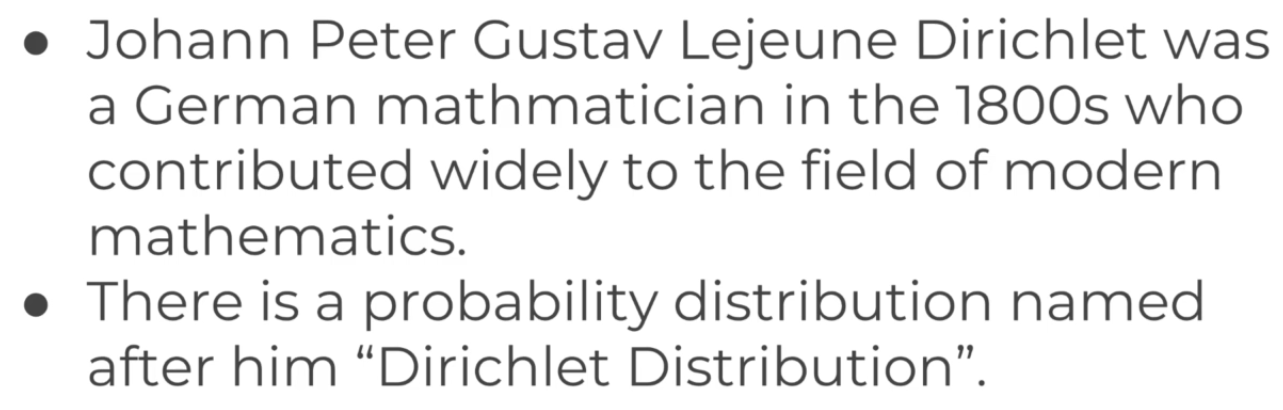 ● Johann Peter Gustav Lejeune Dirichlet was
a German mathmatician in the 1800s who
contributed widely to the field of modern
mathematics.
● There is a probability distribution named
after him “Dirichlet Distribution”.